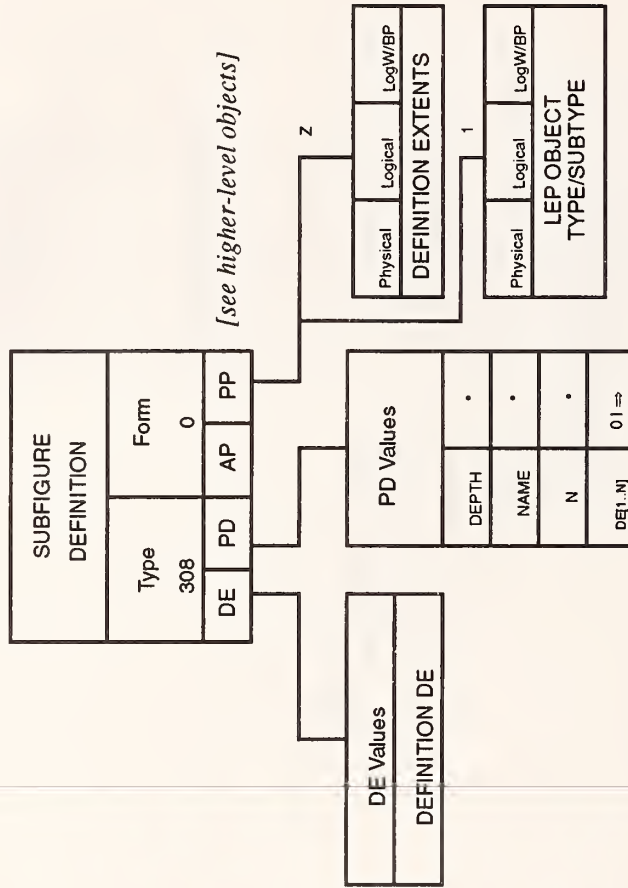 SUBFIGURE
DEFINITION
Type
308
Form
0
DE
PD
AP
PP
[see higher-level objects]
DE Values
DEFINITION DE
PD Values
DEPTH
•
NAME
•
N
•
DE[1..N]
0 I ⇒
Z
Physical
Logical
LogW/BP
DEFINITION EXTENTS
1
Physical
Logical
LogW/BP
LEP OBJECT
TYPE/SUBTYPE